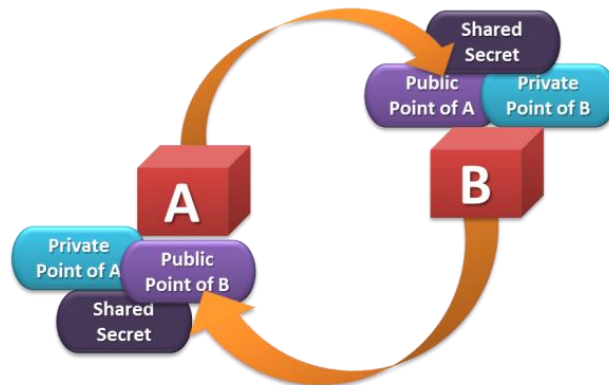 Shared
Secret
Public
Point of A
Private
Point of B
A
B
Private
Point of A
Public
Point of B
Shared
Secret